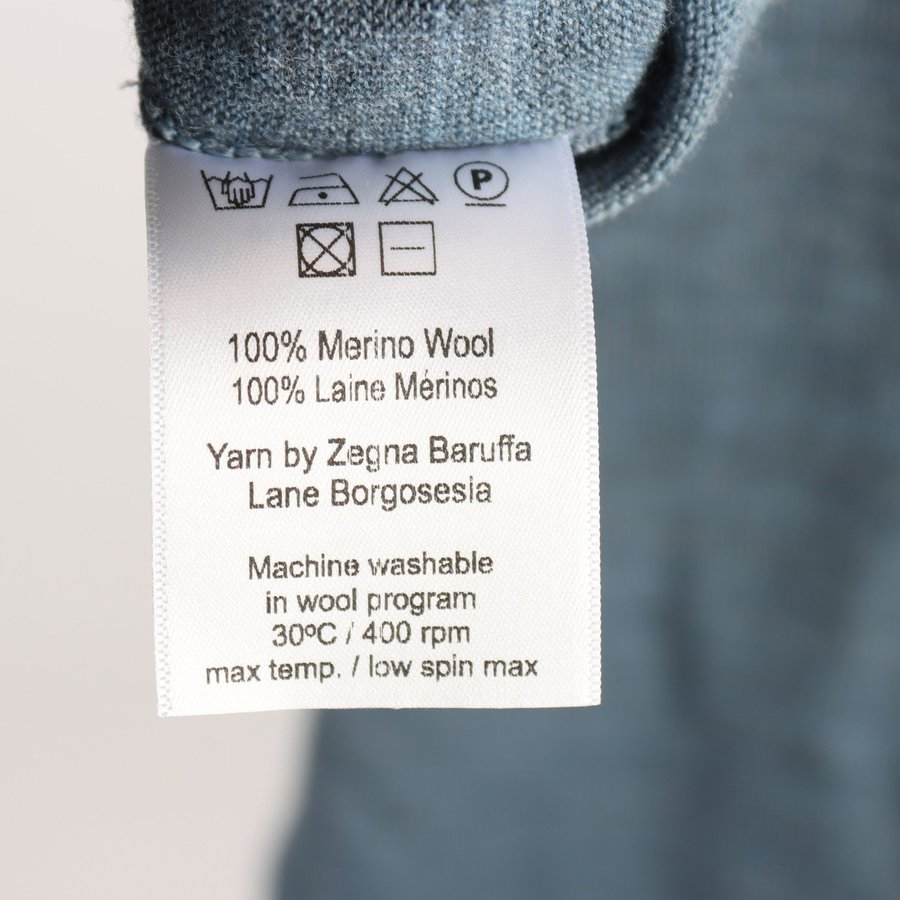 P
100% Merino Wool
100% Laine Mérinos
Yarn by Zegna Baruffa
Lane Borgosesia
Machine washable
in wool program
30ºC / 400 rpm
max temp. / low spin max